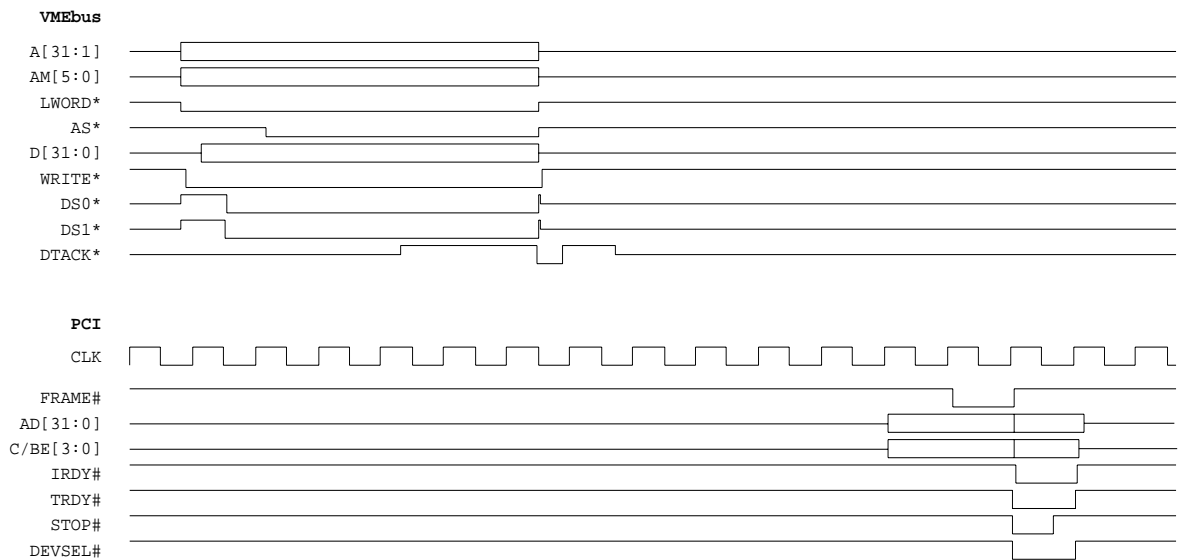 VMEbus
A[31:1]
AM[5:0]
LWORD*
AS*
D[31:0]
WRITE*
DS0*
DS1*
DTACK*
PCI
CLK
FRAME#
AD[31:0]
C/BE[3:0]
IRDY#
TRDY#
STOP#
DEVSEL#